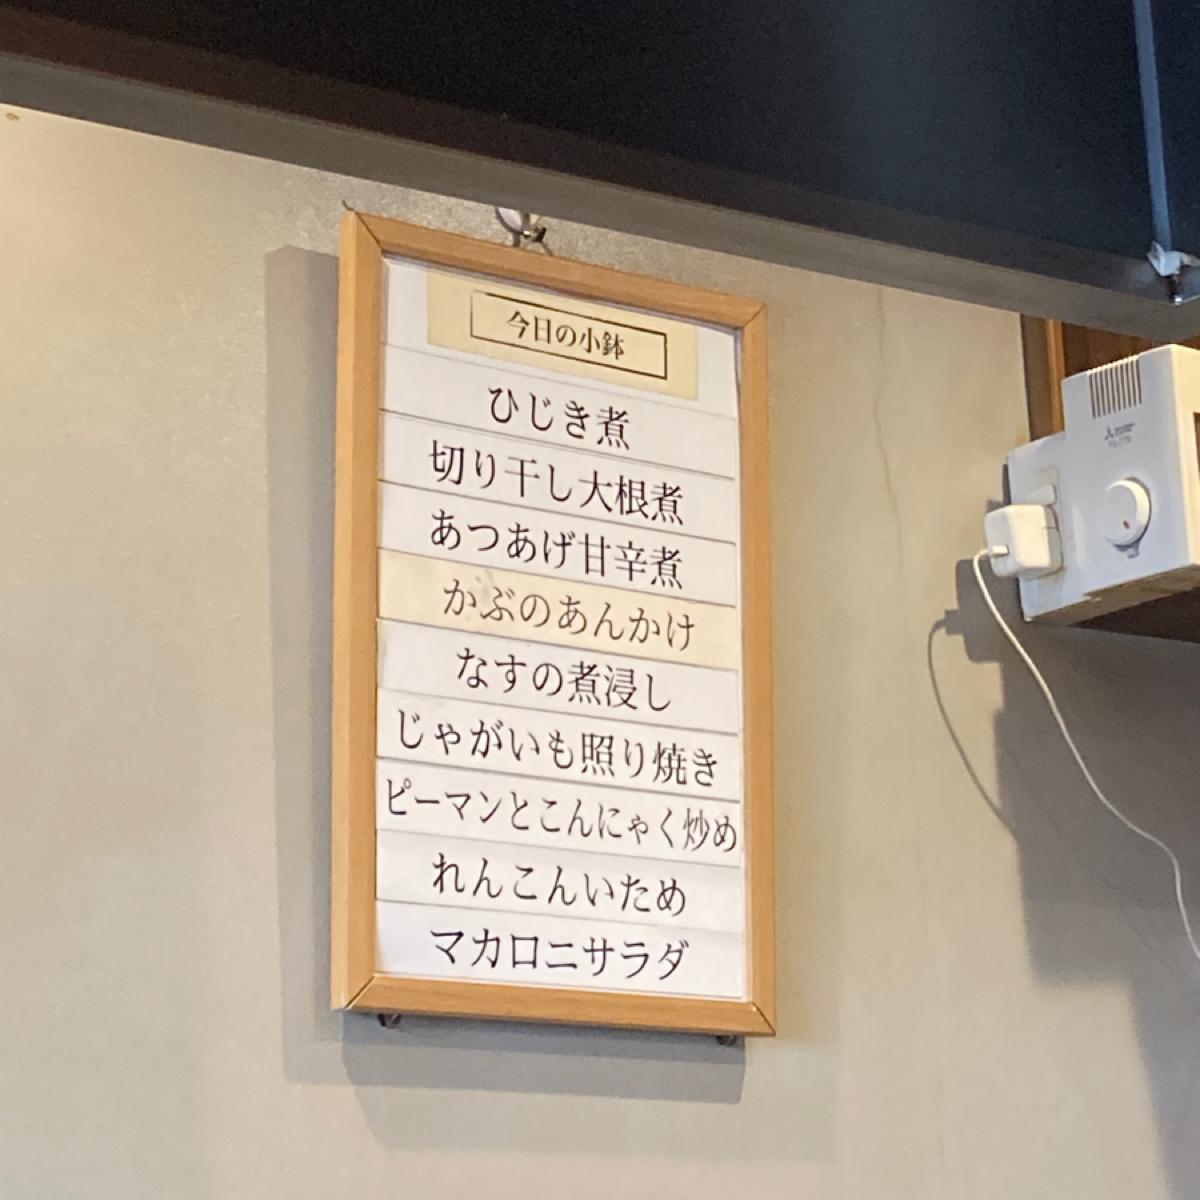 今日の小鉢
ひじき煮
切り干し大根煮
あつあげ甘辛煮
かぶのあんかけ
なすの煮浸し
じゃがいも照り焼き
ピーマンとこんにゃく炒め
れんこんいため
マカロニサラダ